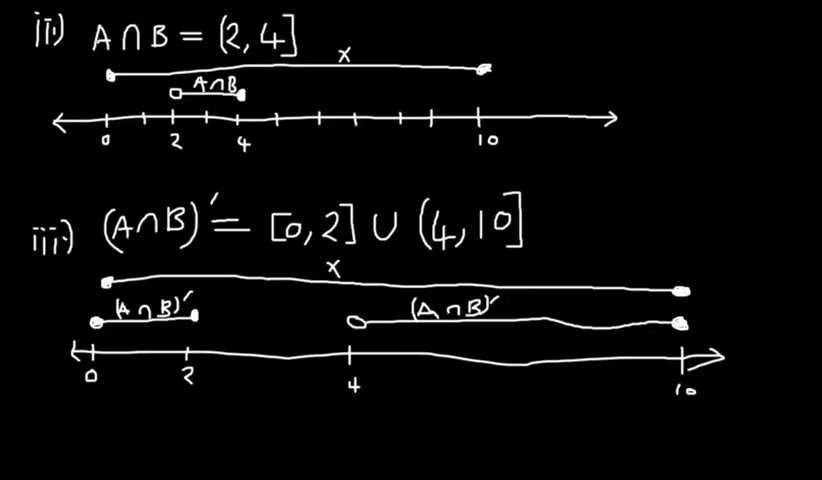 ii) A ∩ B = (2, 4]
X
A∩B
0 2 4 10
iii.) (A∩B)′ = [0, 2] ∪ (4, 10]
X
(A ∩ B)′ (A ∩ B)′
0 2 4 10